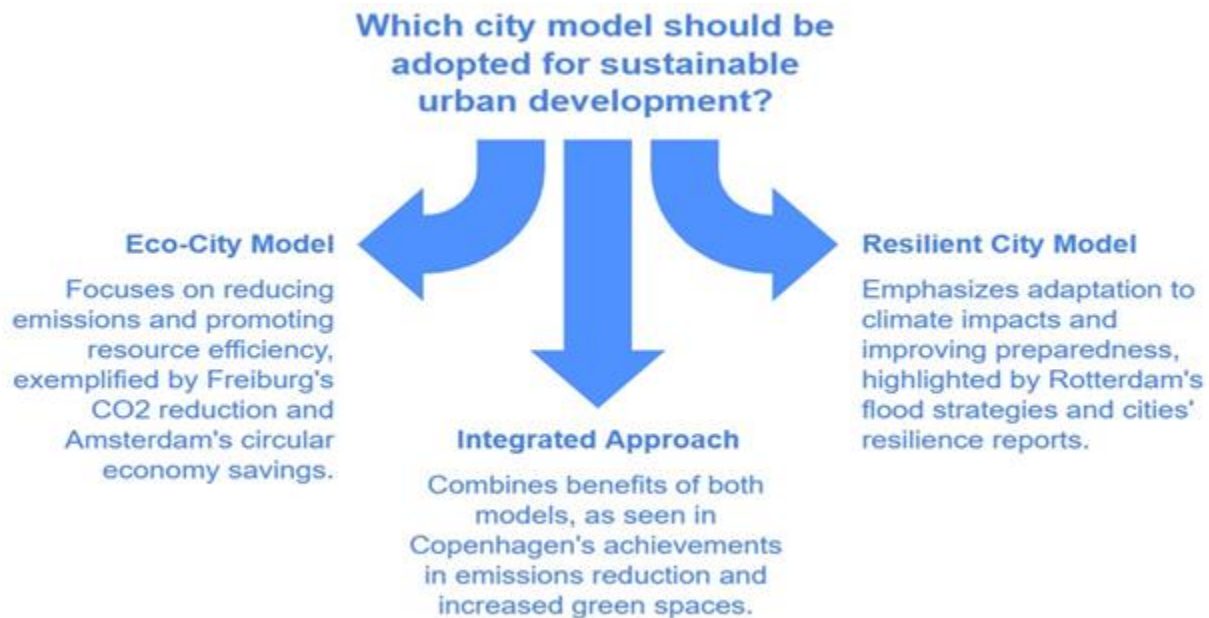 Which city model should be
adopted for sustainable
urban development?
Eco-City Model
Focuses on reducing
emissions and promoting
resource efficiency,
exemplified by Freiburg's
CO2 reduction and
Amsterdam's circular
economy savings.
Integrated Approach
Combines benefits of both
models, as seen in
Copenhagen's achievements
in emissions reduction and
increased green spaces.
Resilient City Model
Emphasizes adaptation to
climate impacts and
improving preparedness,
highlighted by Rotterdam's
flood strategies and cities'
resilience reports.